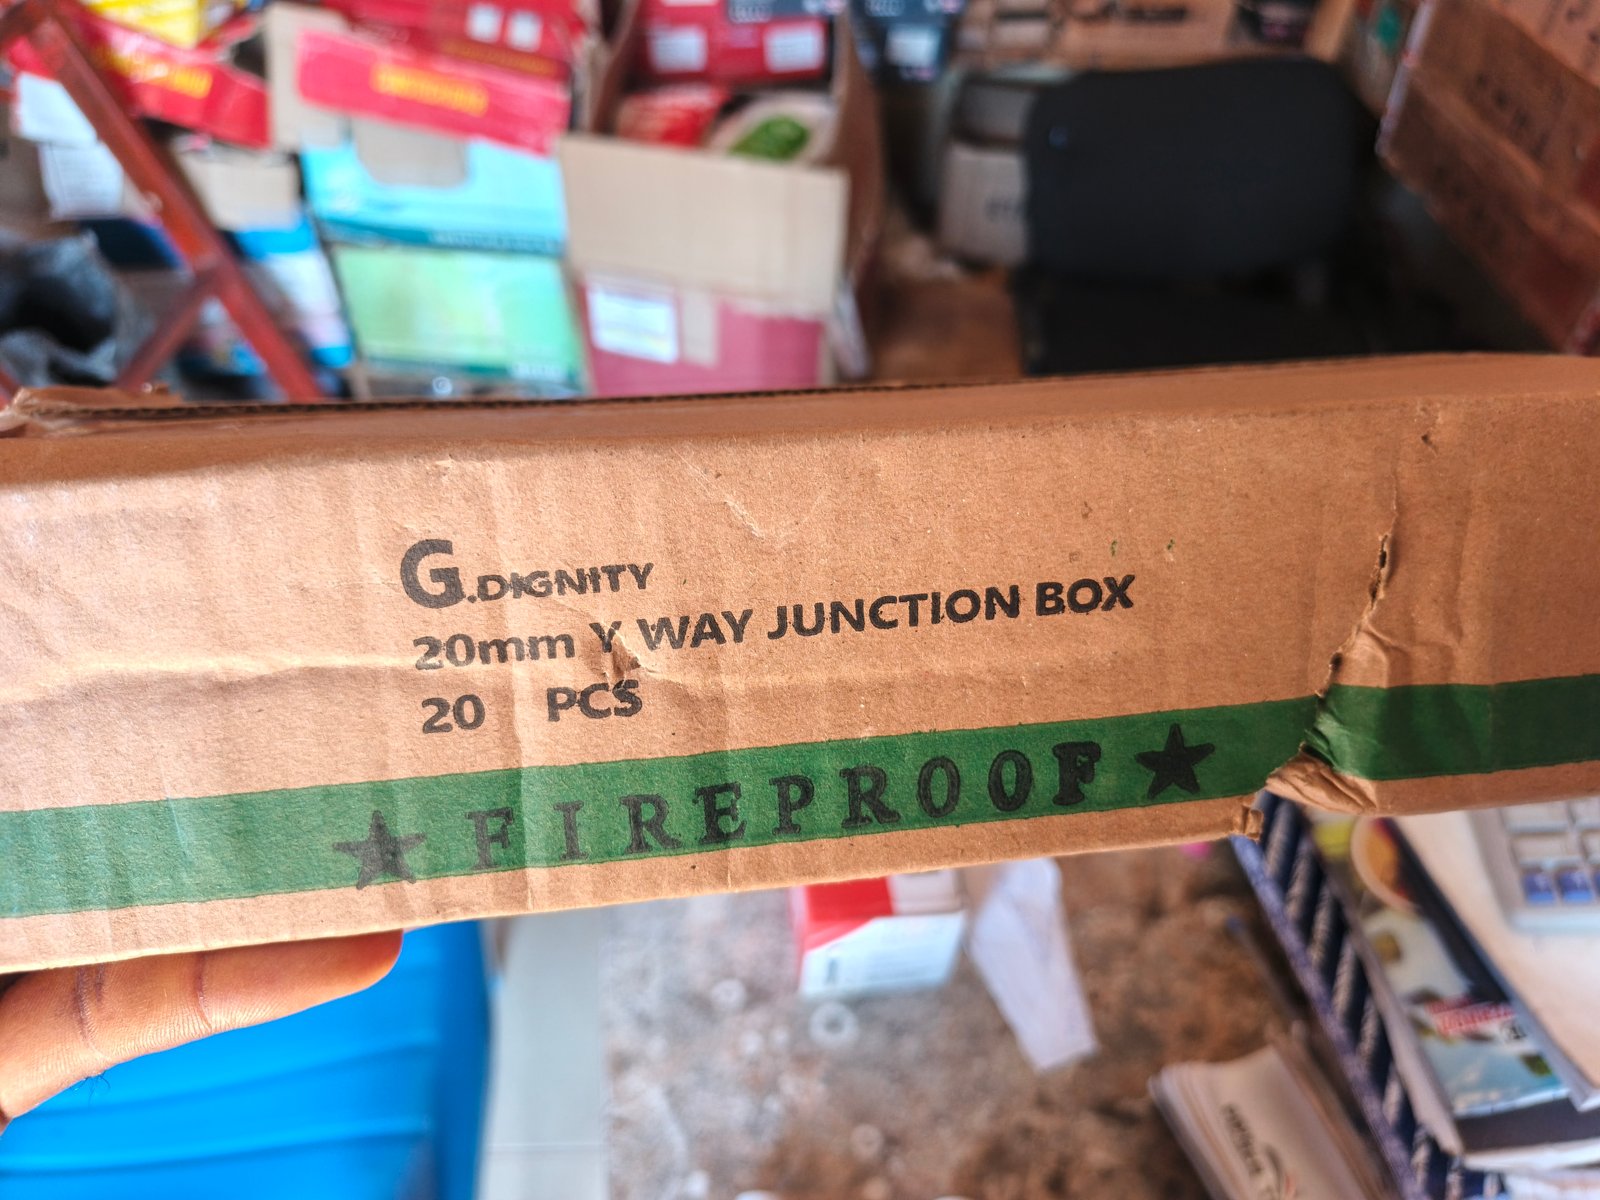 G.DIGNITY
20mm Y WAY JUNCTION BOX
20 PCS
★ FIREPROOF ★